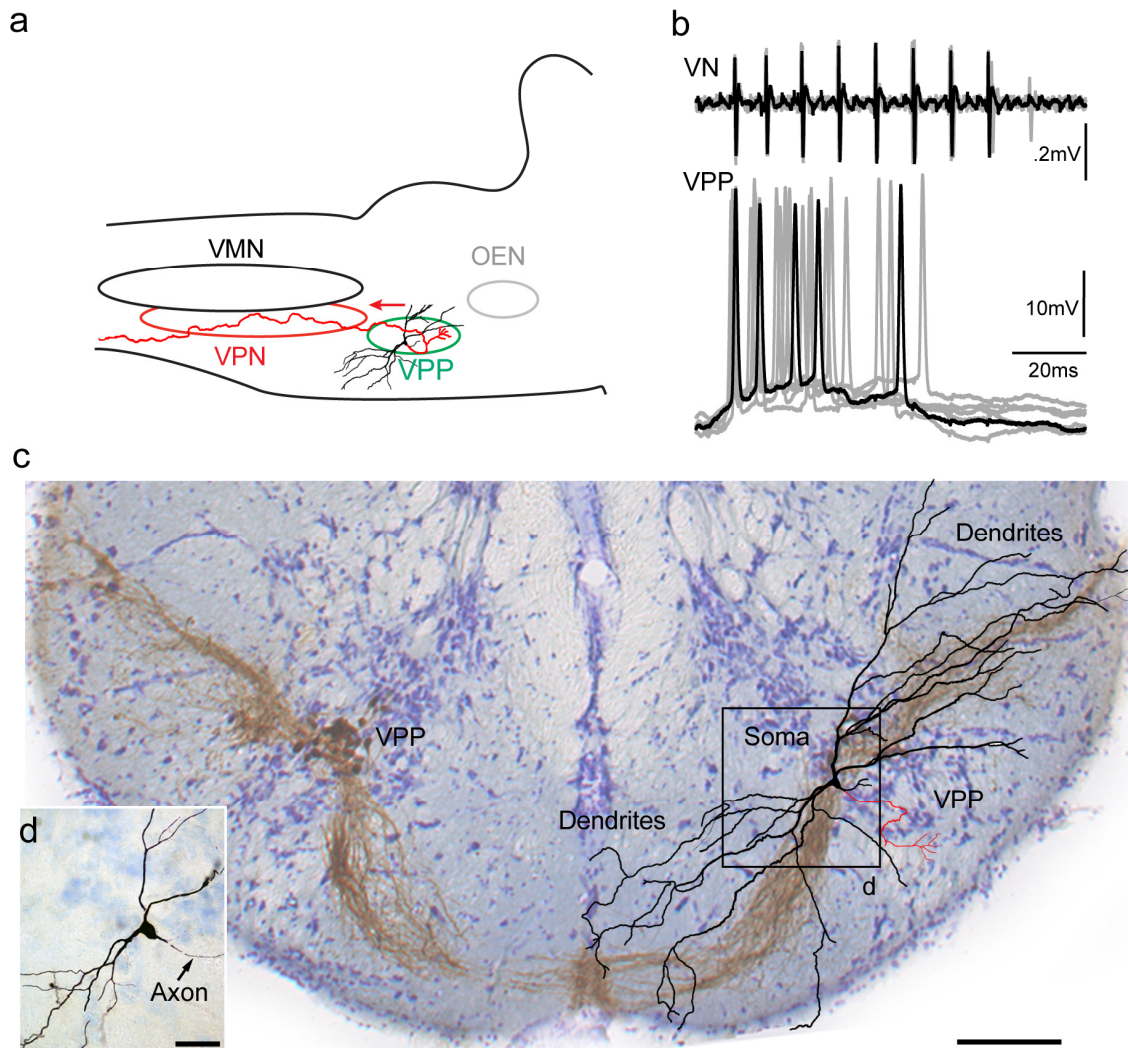 a
VMN
OEN
VPN
VPP
b
VN
.2mV
VPP
10mV
20ms
c
Dendrites
VPP
Soma
Dendrites
VPP
d
d
Axon